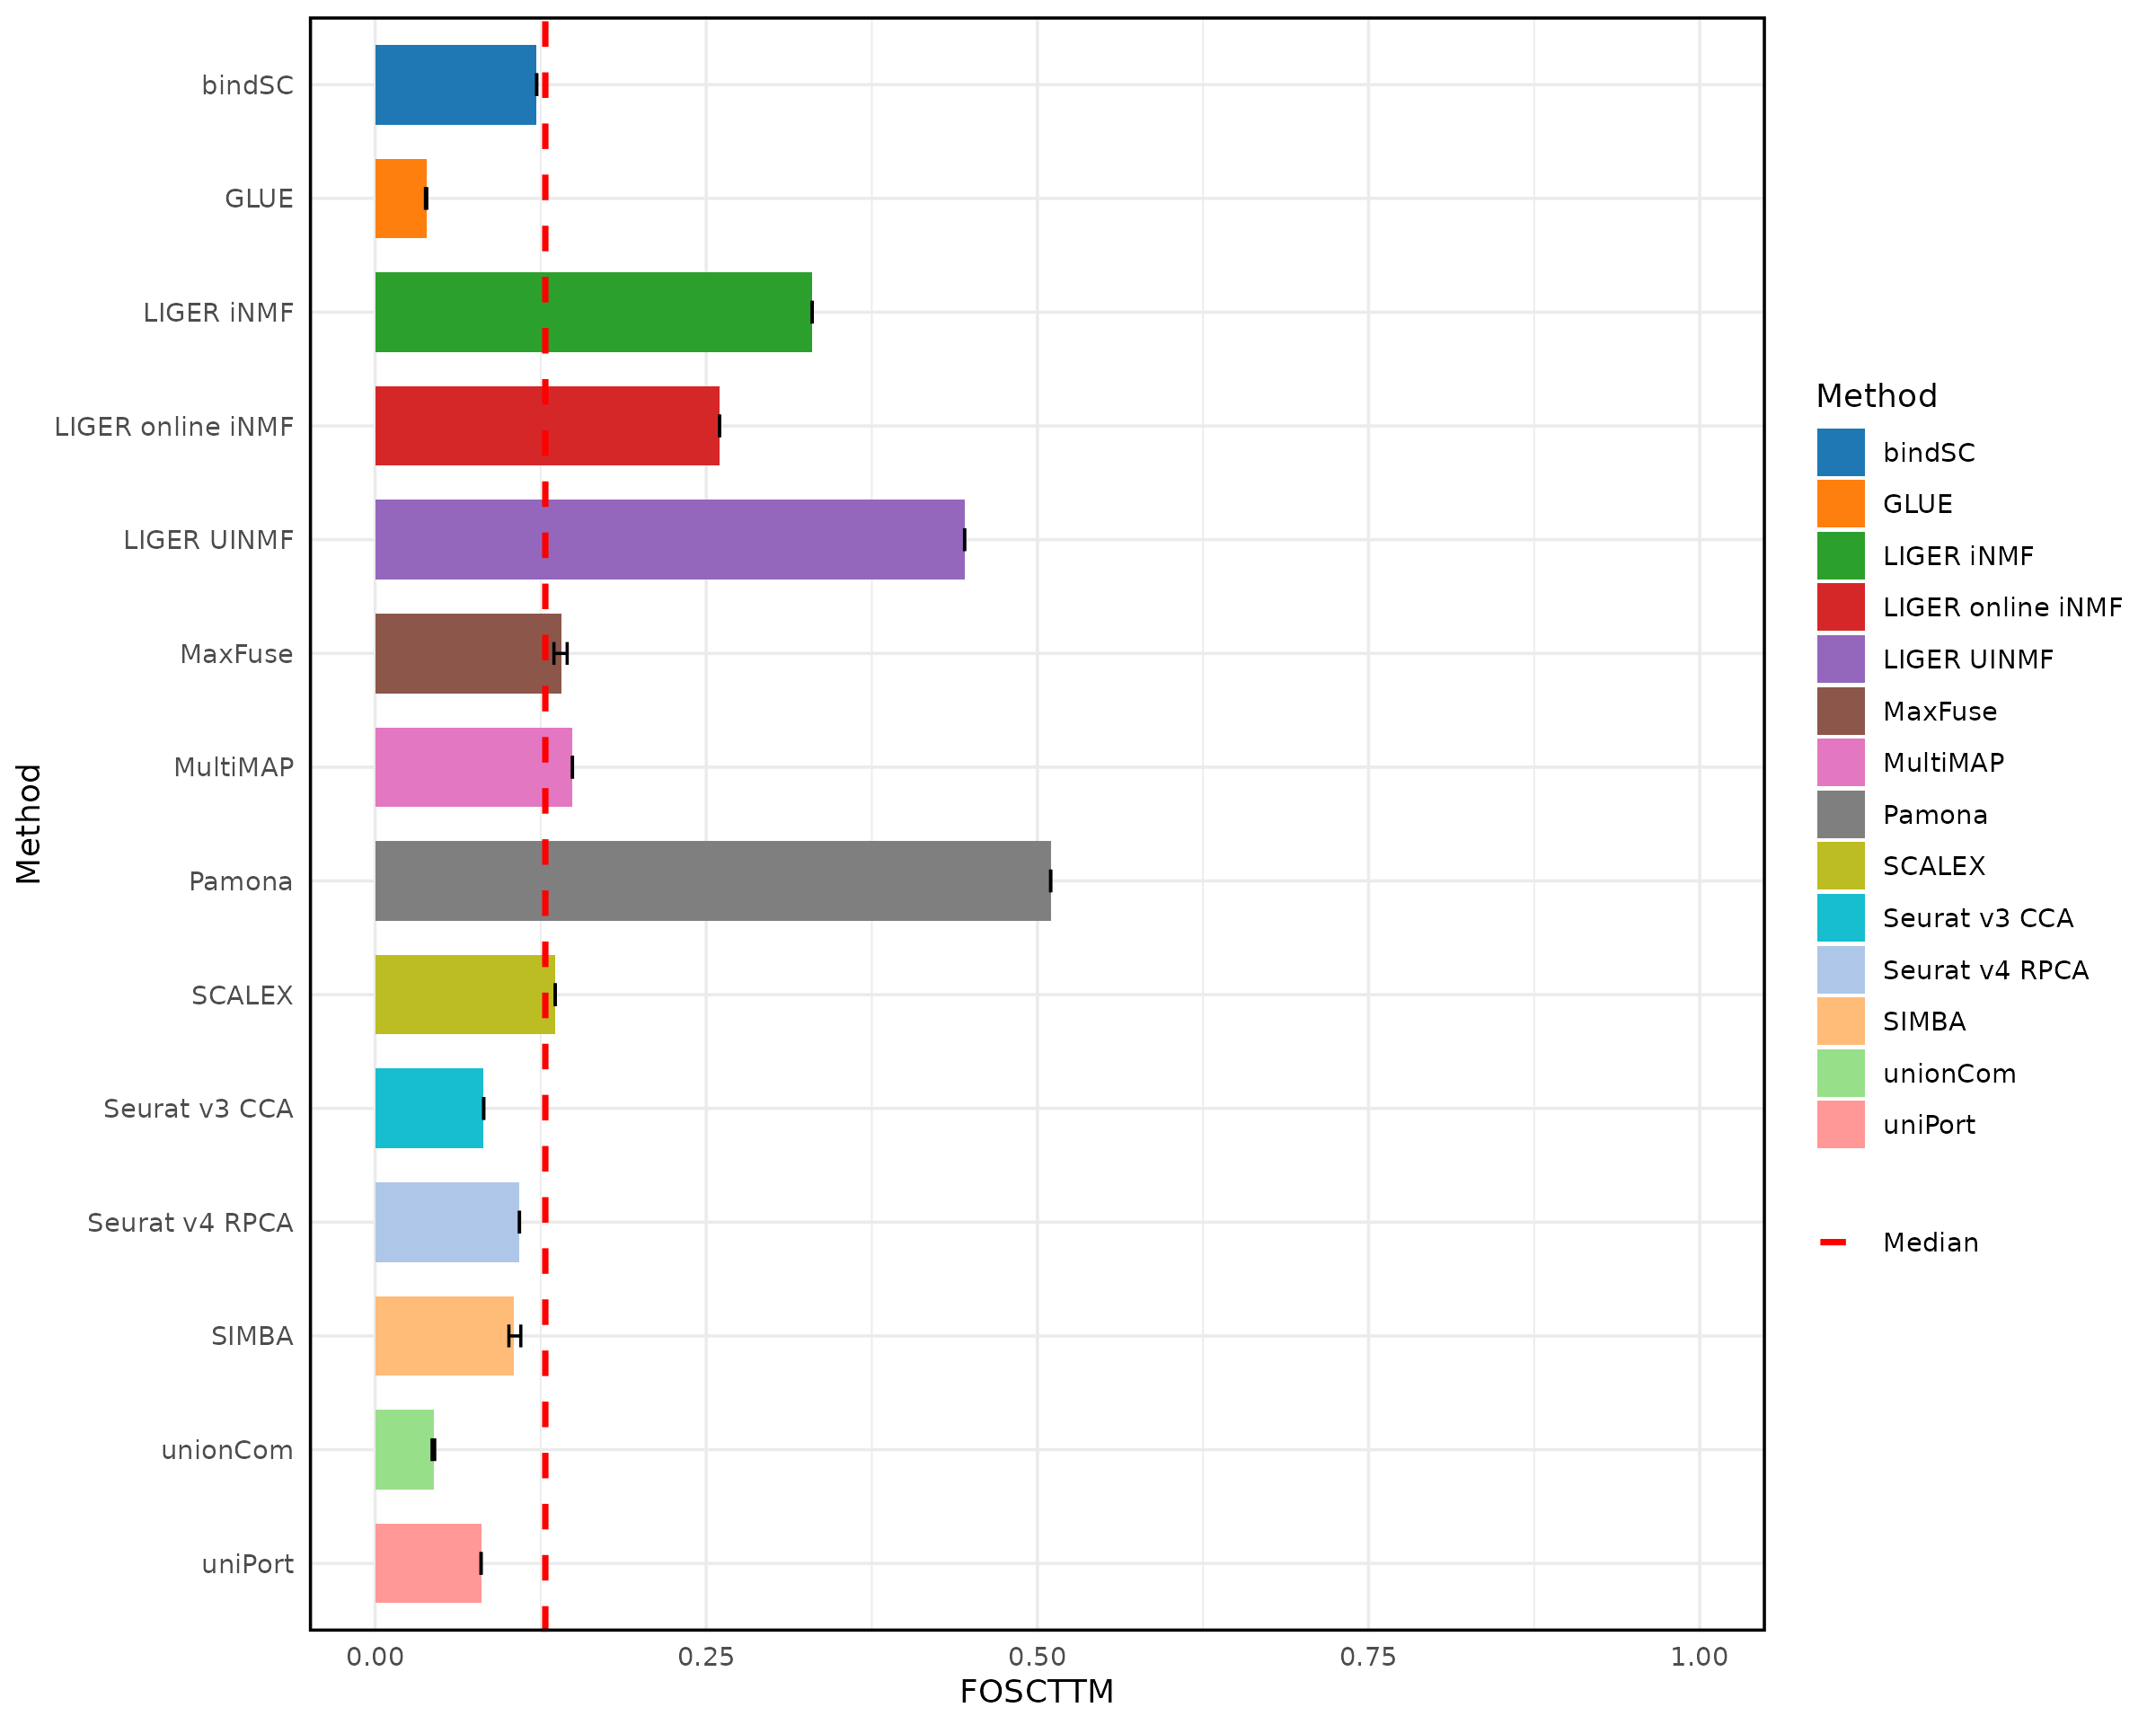 Method
bindSC
GLUE
LIGER iNMF
LIGER online iNMF
LIGER UINMF
MaxFuse
MultiMAP
Pamona
SCALEX
Seurat v3 CCA
Seurat v4 RPCA
SIMBA
unionCom
uniPort
0.00 0.25 0.50 0.75 1.00
FOSCTTM
Method
bindSC
GLUE
LIGER iNMF
LIGER online iNMF
LIGER UINMF
MaxFuse
MultiMAP
Pamona
SCALEX
Seurat v3 CCA
Seurat v4 RPCA
SIMBA
unionCom
uniPort
Median